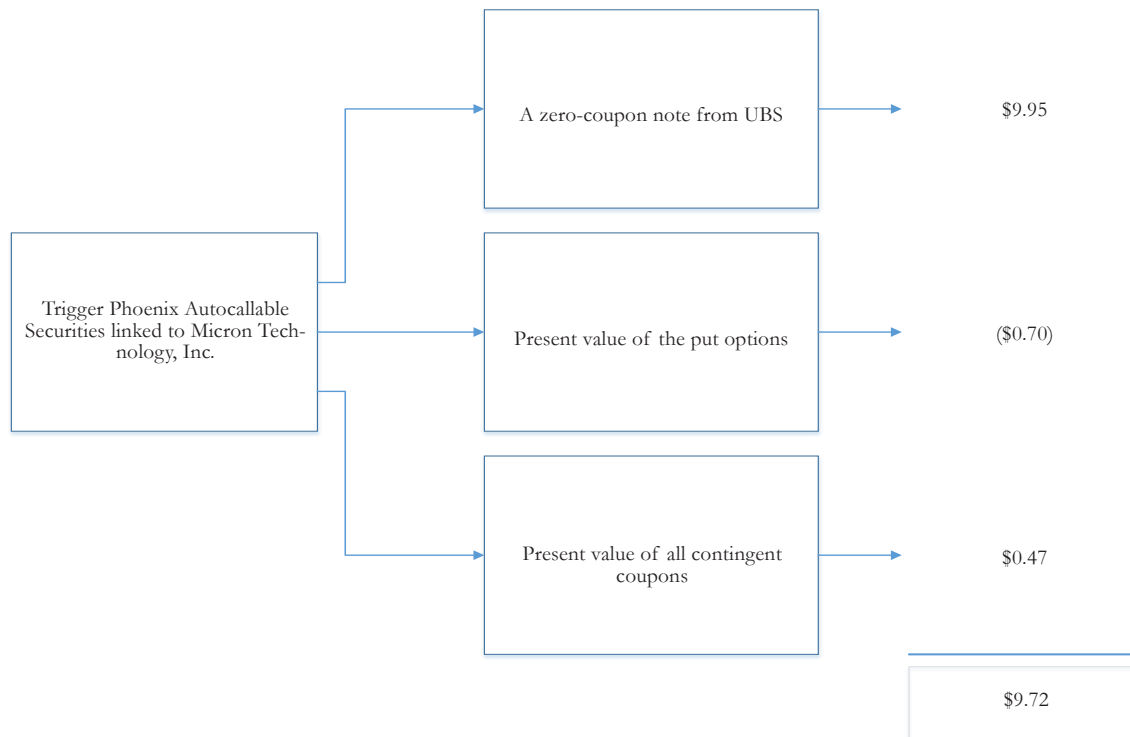 A zero-coupon note from UBS
$9.95
Trigger Phoenix Autocallable
Securities linked to Micron Tech-
nology, Inc.
Present value of the put options
($0.70)
Present value of all contingent
coupons
$0.47
$9.72